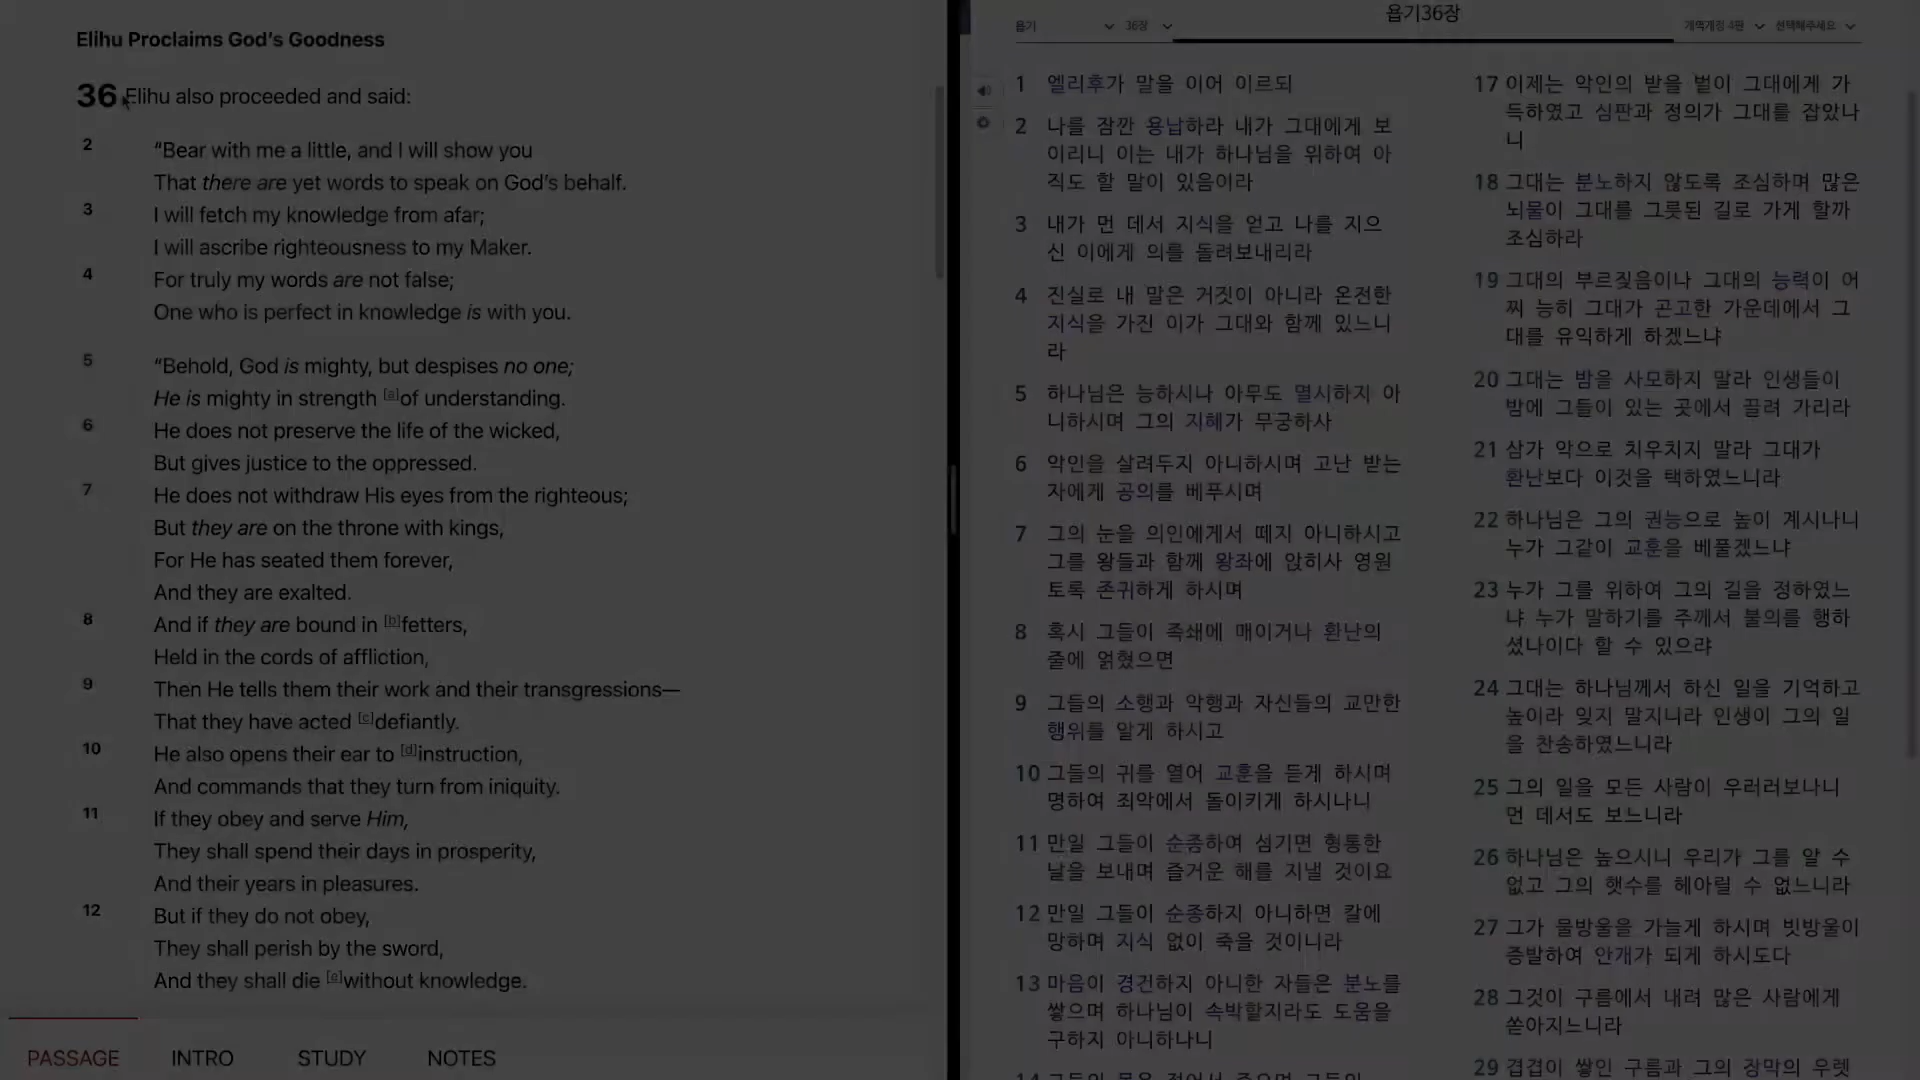 Elihu Proclaims God's Goodness
36 Elihu also proceeded and said:
2 “Bear with me a little, and I will show you
That there are yet words to speak on God's behalf.
3 I will fetch my knowledge from afar;
I will ascribe righteousness to my Maker.
4 For truly my words are not false;
One who is perfect in knowledge is with you.
5 “Behold, God is mighty, but despises no one;
He is mighty in strength [a]of understanding.
6 He does not preserve the life of the wicked,
But gives justice to the oppressed.
7 He does not withdraw His eyes from the righteous;
But they are on the throne with kings,
For He has seated them forever,
And they are exalted.
8 And if they are bound in [b]fetters,
Held in the cords of affliction,
9 Then He tells them their work and their transgressions—
That they have acted [c]defiantly.
10 He also opens their ear to [d]instruction,
And commands that they turn from iniquity.
11 If they obey and serve Him,
They shall spend their days in prosperity,
And their years in pleasures.
12 But if they do not obey,
They shall perish by the sword,
And they shall die [e]without knowledge.
PASSAGE INTRO STUDY NOTES
욥기36장
욥기 36장 개역개정 4판 선택해주세요
1 엘리후가 말을 이어 이르되
2 나를 잠깐 용납하라 내가 그대에게 보
이리니 이는 내가 하나님을 위하여 아
직도 할 말이 있음이라
3 내가 먼 데서 지식을 얻고 나를 지으
신 이에게 의를 돌려보내리라
4 진실로 내 말은 거짓이 아니라 온전한
지식을 가진 이가 그대와 함께 있느니
라
5 하나님은 능하시나 아무도 멸시하지 아
니하시며 그의 지혜가 무궁하사
6 악인을 살려두지 아니하시며 고난 받는
자에게 공의를 베푸시며
7 그의 눈을 의인에게서 떼지 아니하시고
그를 왕들과 함께 왕좌에 앉히사 영원
토록 존귀하게 하시며
8 혹시 그들이 족쇄에 매이거나 환난의
줄에 얽혔으면
9 그들의 소행과 악행과 자신들의 교만한
행위를 알게 하시고
10 그들의 귀를 열어 교훈을 듣게 하시며
명하여 죄악에서 돌이키게 하시나니
11 만일 그들이 순종하여 섬기면 형통한
날을 보내며 즐거운 해를 지낼 것이요
12 만일 그들이 순종하지 아니하면 칼에
망하며 지식 없이 죽을 것이니라
13 마음이 경건하지 아니한 자들은 분노를
쌓으며 하나님이 속박할지라도 도움을
구하지 아니하나니
17 이제는 악인의 받을 벌이 그대에게 가
득하였고 심판과 정의가 그대를 잡았나
니
18 그대는 분노하지 않도록 조심하며 많은
뇌물이 그대를 그릇된 길로 가게 할까
조심하라
19 그대의 부르짖음이나 그대의 능력이 어
찌 능히 그대가 곤고한 가운데에서 그
대를 유익하게 하겠느냐
20 그대는 밤을 사모하지 말라 인생들이
밤에 그들이 있는 곳에서 끌려 가리라
21 삼가 악으로 치우치지 말라 그대가
환난보다 이것을 택하였느니라
22 하나님은 그의 권능으로 높이 계시나니
누가 그같이 교훈을 베풀겠느냐
23 누가 그를 위하여 그의 길을 정하였느
냐 누가 말하기를 주께서 불의를 행하
셨나이다 할 수 있으랴
24 그대는 하나님께서 하신 일을 기억하고
높이라 잊지 말지니라 인생이 그의 일
을 찬송하였느니라
25 그의 일을 모든 사람이 우러러보나니
먼 데서도 보느니라
26 하나님은 높으시니 우리가 그를 알 수
없고 그의 햇수를 헤아릴 수 없느니라
27 그가 물방울을 가늘게 하시며 빗방울이
증발하여 안개가 되게 하시도다
28 그것이 구름에서 내려 많은 사람에게
쏟아지느니라
29 겹겹이 쌓인 구름과 그의 장막의 우렛